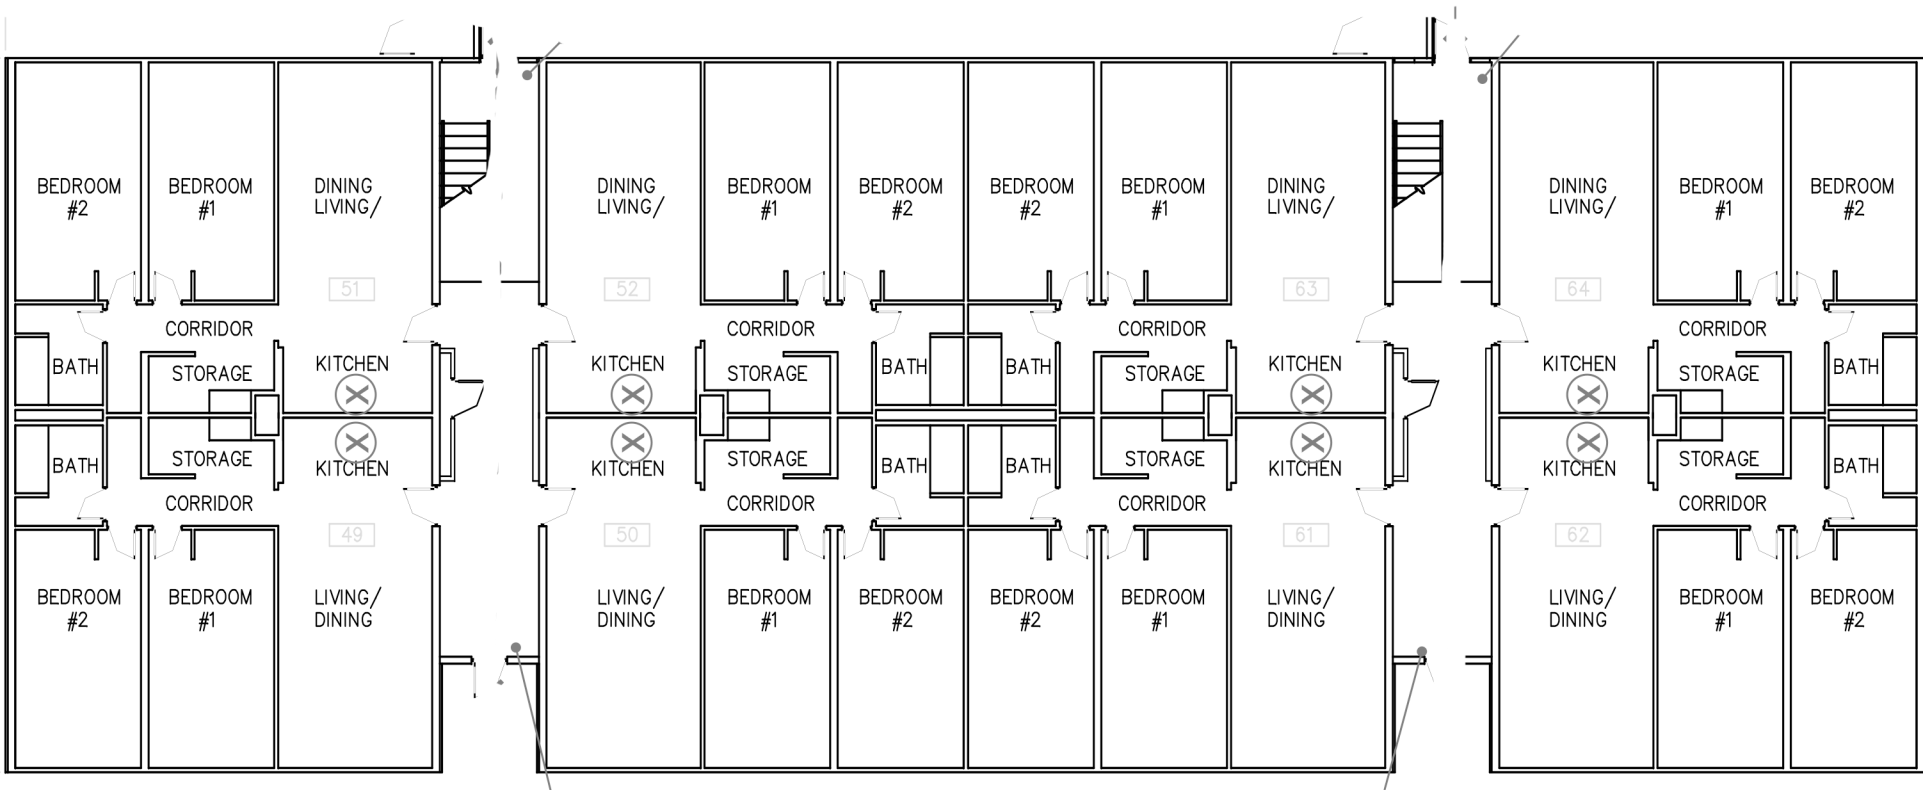 BEDROOM BEDROOM DINING DINING BEDROOM BEDROOM BEDROOM BEDROOM DINING DINING BEDROOM BEDROOM
#2 #1 LIVING/ LIVING/ #1 #2 #2 #1 LIVING/ LIVING/ #1 #2
51 52 63 64
CORRIDOR CORRIDOR CORRIDOR CORRIDOR
BATH STORAGE KITCHEN KITCHEN STORAGE BATH BATH STORAGE KITCHEN KITCHEN STORAGE BATH
X X X X
X X X X
BATH STORAGE KITCHEN KITCHEN STORAGE BATH BATH STORAGE KITCHEN KITCHEN STORAGE BATH
CORRIDOR CORRIDOR CORRIDOR CORRIDOR
49 50 61 62
BEDROOM BEDROOM LIVING/ LIVING/ BEDROOM BEDROOM BEDROOM BEDROOM LIVING/ LIVING/ BEDROOM BEDROOM
#2 #1 DINING DINING #1 #2 #2 #1 DINING DINING #1 #2